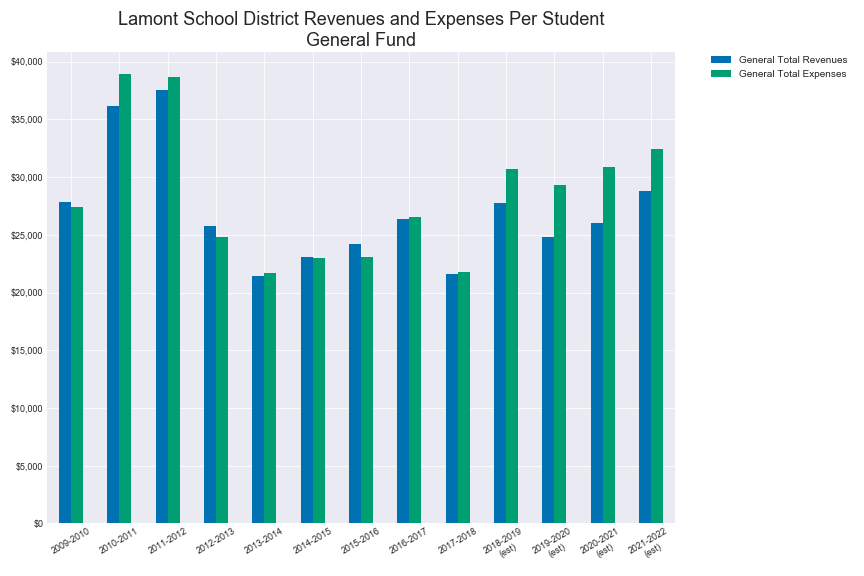 Lamont School District Revenues and Expenses Per Student
General Fund
General Total Revenues
General Total Expenses
$40,000
$35,000
$30,000
$25,000
$20,000
$15,000
$10,000
$5,000
$0
2009-2010
2010-2011
2011-2012
2012-2013
2013-2014
2014-2015
2015-2016
2016-2017
2017-2018
2018-2019
(est)
2019-2020
(est)
2020-2021
(est)
2021-2022
(est)